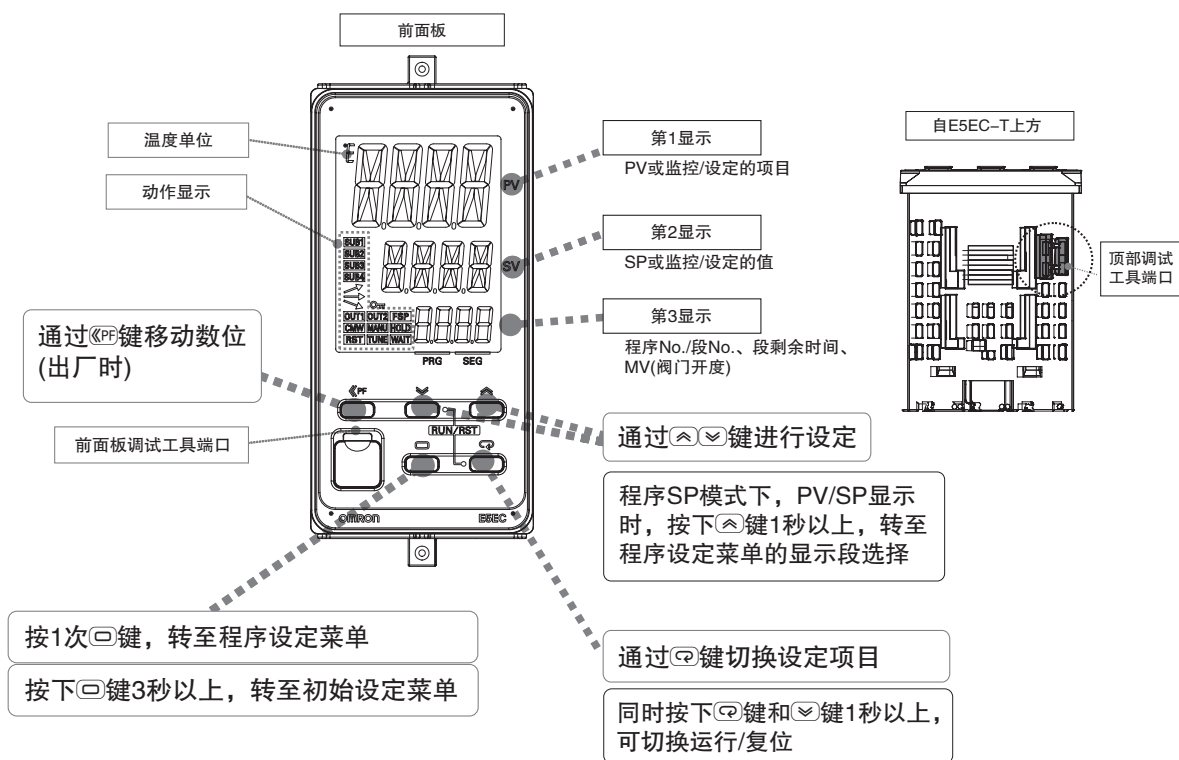 前面板
温度单位
动作显示
通过《PF键移动数位
(出厂时)
前面板调试工具端口
PV
SV
SUB1
SUB2
SUB3
SUB4
OUT1 OUT2 FSP
CMW MANU HOLD
RST TUNE WAIT
PRG SEG
《PF
RUN/RST
OMRON E5EC
第1显示
PV或监控/设定的项目
第2显示
SP或监控/设定的值
第3显示
程序No./段No.、段剩余时间、
MV(阀门开度)
自E5EC-T上方
顶部调试
工具端口
通过键进行设定
程序SP模式下，PV/SP显示
时，按下键1秒以上，转至
程序设定菜单的显示段选择
按1次键，转至程序设定菜单
按下键3秒以上，转至初始设定菜单
通过键切换设定项目
同时按下键和键1秒以上，
可切换运行/复位